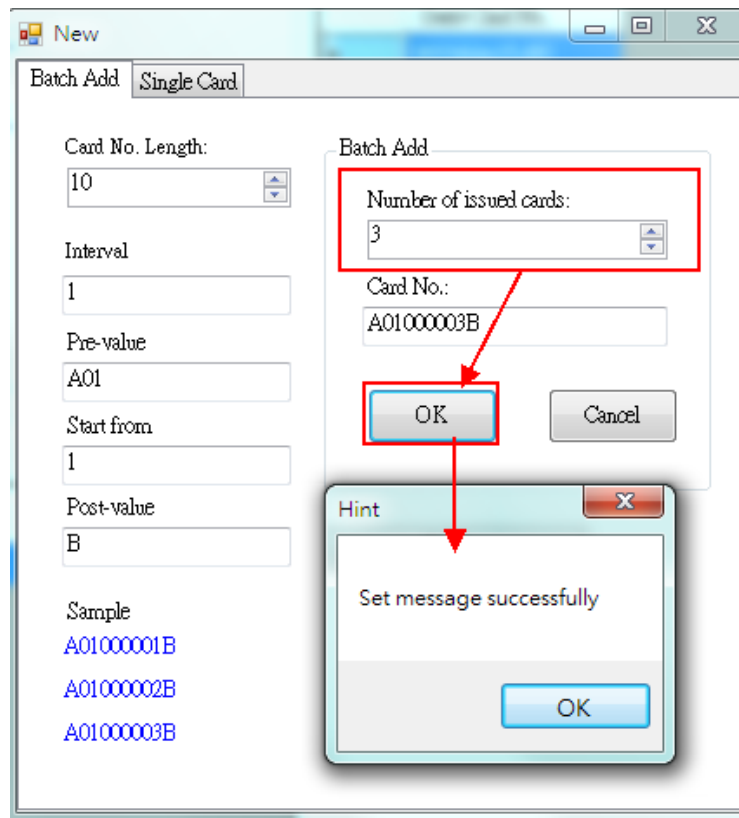 New
Batch Add
Single Card
Card No. Length:
10
Interval
1
Pre-value
A01
Start from
1
Post-value
B
Sample
A01000001B
A01000002B
A01000003B
Batch Add
Number of issued cards:
3
Card No.:
A01000003B
OK
Cancel
Hint
Set message successfully
OK